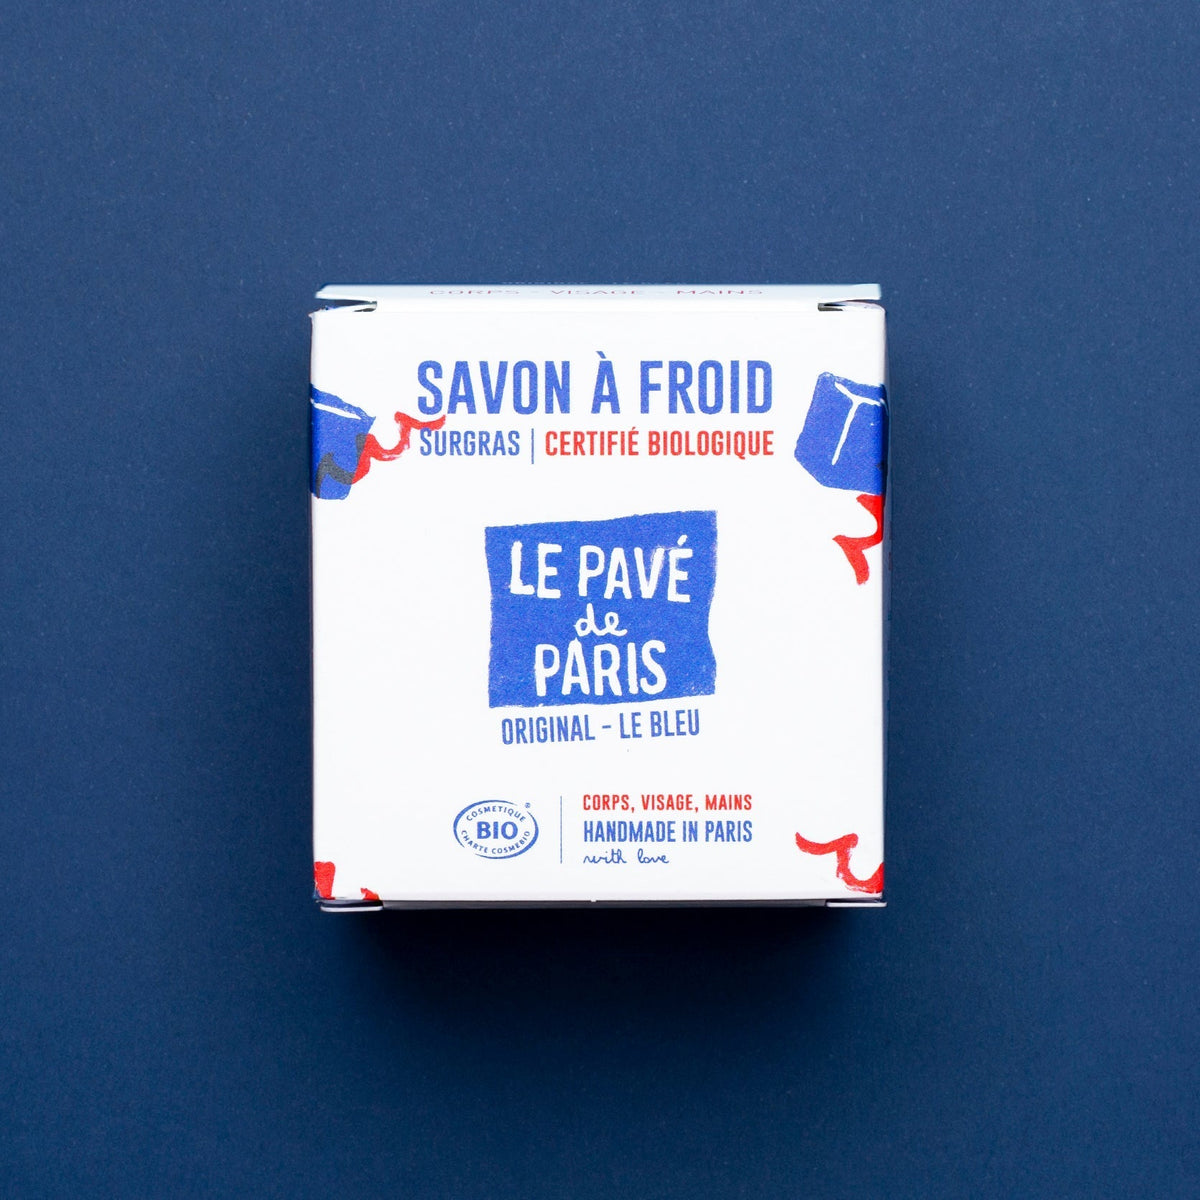 CORPS - VISAGE - MAINS
SAVON À FROID
SURGRAS | CERTIFIÉ BIOLOGIQUE
LE PAVÉ
de
PARIS
ORIGINAL - LE BLEU
COSMETIQUE ®
BIO
CHARTE COSMEBIO
CORPS, VISAGE, MAINS
HANDMADE IN PARIS
with love